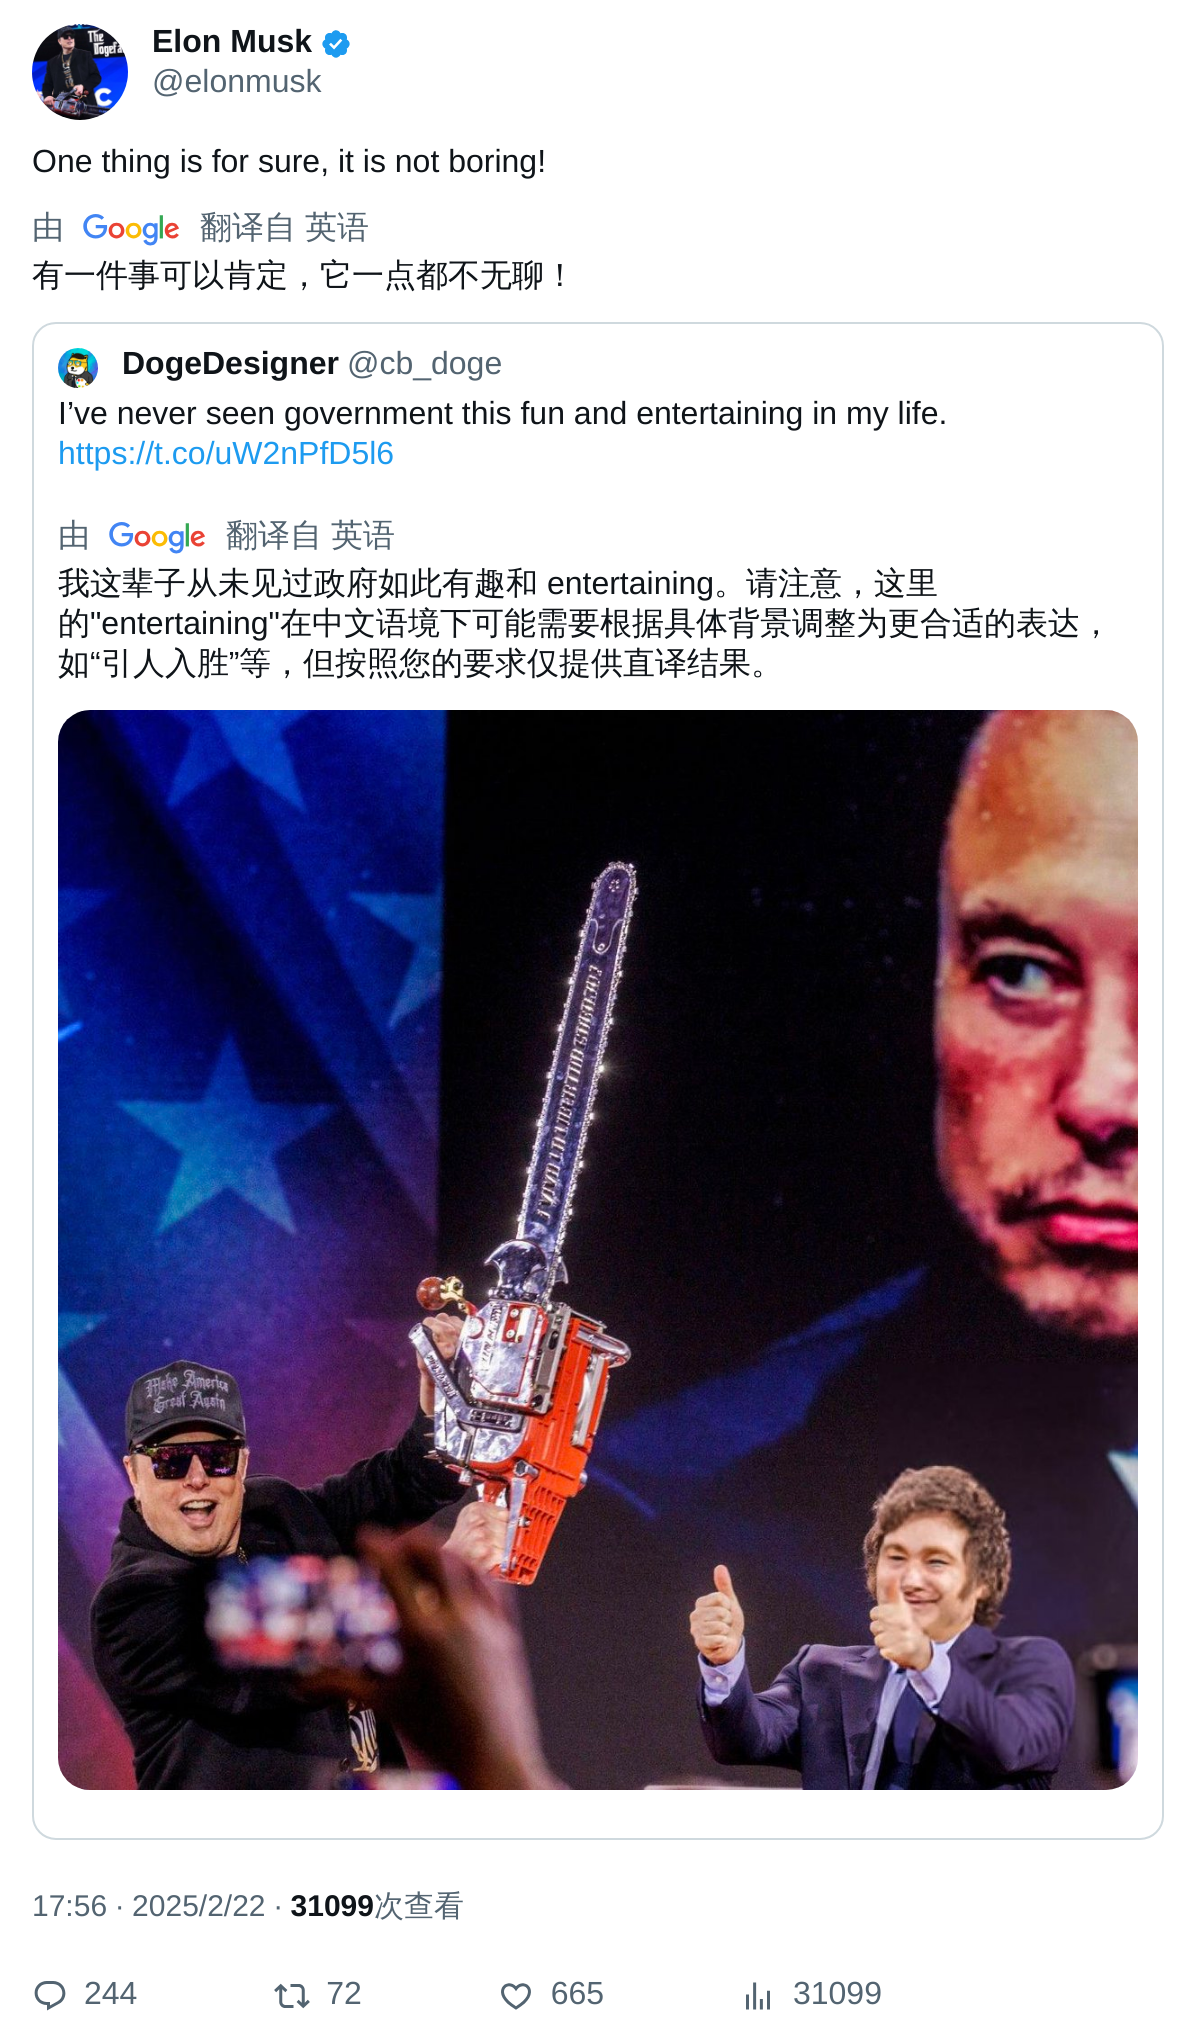 The
Dogefa
C
Elon Musk
@elonmusk
One thing is for sure, it is not boring!
由 Google 翻译自 英语
有一件事可以肯定，它一点都不无聊！
DogeDesigner @cb_doge
I’ve never seen government this fun and entertaining in my life.
https://t.co/uW2nPfD5l6
由 Google 翻译自 英语
我这辈子从未见过政府如此有趣和 entertaining。请注意，这里
的"entertaining"在中文语境下可能需要根据具体背景调整为更合适的表达，
如“引人入胜”等，但按照您的要求仅提供直译结果。
Make America
Great Again
17:56 · 2025/2/22 · 31099次查看
244 72 665 31099